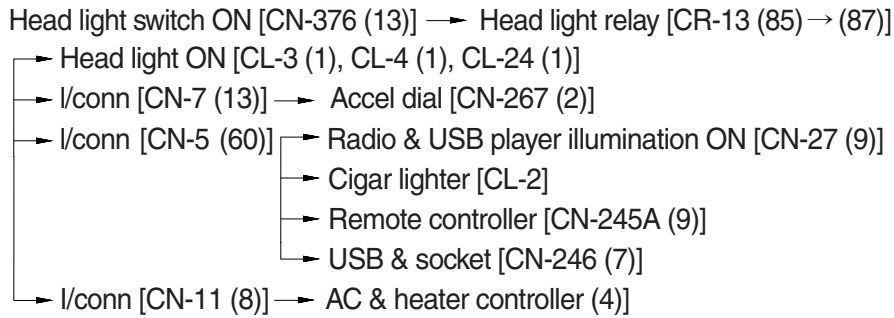 Head light switch ON [CN-376 (13)] → Head light relay [CR-13 (85)→(87)]
→ Head light ON [CL-3 (1), CL-4 (1), CL-24 (1)]
→ I/conn [CN-7 (13)] → Accel dial [CN-267 (2)]
→ I/conn [CN-5 (60)] → Radio & USB player illumination ON [CN-27 (9)]
→ Cigar lighter [CL-2]
→ Remote controller [CN-245A (9)]
→ USB & socket [CN-246 (7)]
→ I/conn [CN-11 (8)] → AC & heater controller (4)]